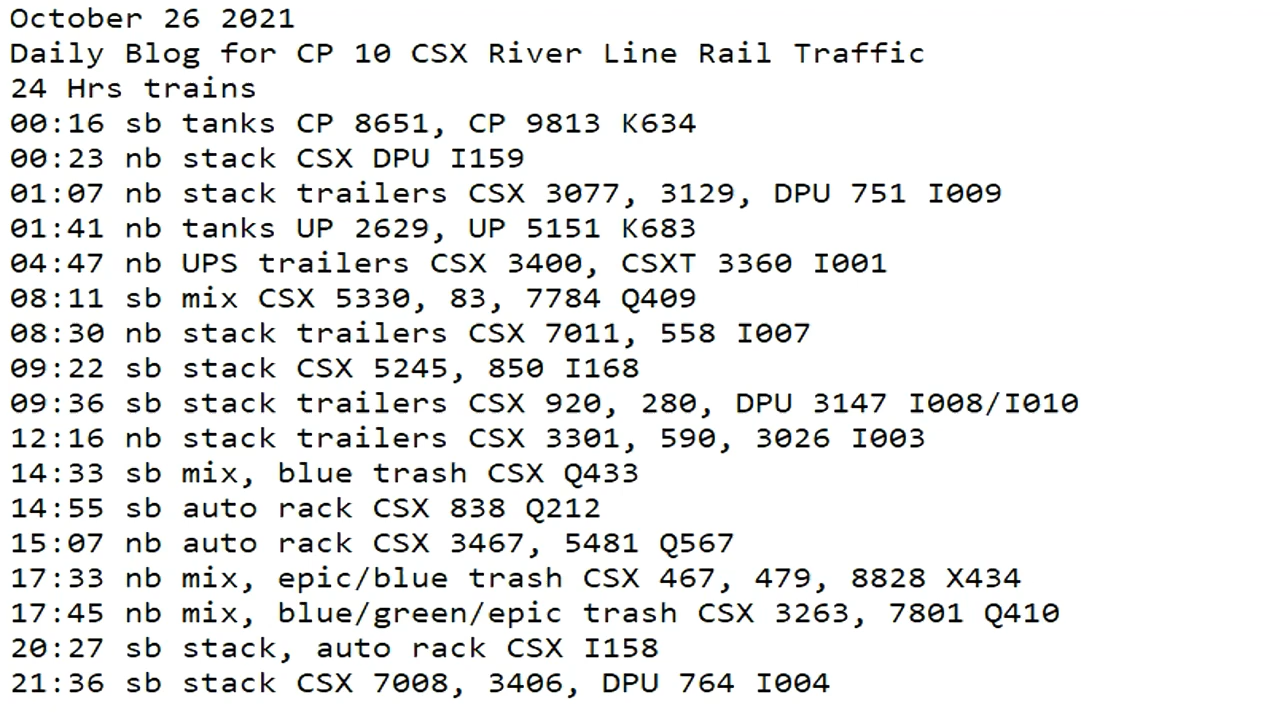 October 26 2021
Daily Blog for CP 10 CSX River Line Rail Traffic
24 Hrs trains
00:16 sb tanks CP 8651, CP 9813 K634
00:23 nb stack CSX DPU I159
01:07 nb stack trailers CSX 3077, 3129, DPU 751 I009
01:41 nb tanks UP 2629, UP 5151 K683
04:47 nb UPS trailers CSX 3400, CSXT 3360 I001
08:11 sb mix CSX 5330, 83, 7784 Q409
08:30 nb stack trailers CSX 7011, 558 I007
09:22 sb stack CSX 5245, 850 I168
09:36 sb stack trailers CSX 920, 280, DPU 3147 I008/I010
12:16 nb stack trailers CSX 3301, 590, 3026 I003
14:33 sb mix, blue trash CSX Q433
14:55 sb auto rack CSX 838 Q212
15:07 nb auto rack CSX 3467, 5481 Q567
17:33 nb mix, epic/blue trash CSX 467, 479, 8828 X434
17:45 nb mix, blue/green/epic trash CSX 3263, 7801 Q410
20:27 sb stack, auto rack CSX I158
21:36 sb stack CSX 7008, 3406, DPU 764 I004